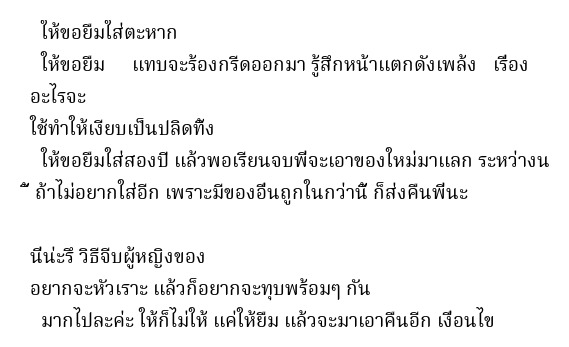 ให้ขอยืมใส่ตะหาก
ให้ขอยืม แทบจะร้องกรีดออกมา รู้สึกหน้าแตกดังเพล้ง เรื่อง
อะไรจะ
ใช้ทำให้เงียบเป็นปลิดทิ้ง
ให้ขอยืมใส่สองปี แล้วพอเรียนจบพี่จะเอาของใหม่มาแลก ระหว่างน
ี้ ถ้าไม่อยากใส่อีก เพราะมีของอื่นถูกในกว่านี้ ก็ส่งคืนพี่นะ
นี่น่ะรึ วิธีจีบผู้หญิงของ
อยากจะหัวเราะ แล้วก็อยากจะทุบพร้อมๆ กัน
มากไปละค่ะ ให้ก็ไม่ให้ แค่ให้ยืม แล้วจะมาเอาคืนอีก เงื่อนไข